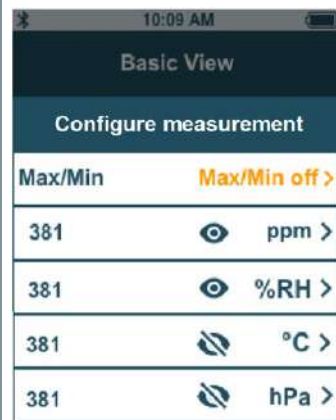 10:09 AM
Basic View
Configure measurement
Max/Min Max/Min off >
381 ppm >
381 %RH >
381 °C >
381 hPa >